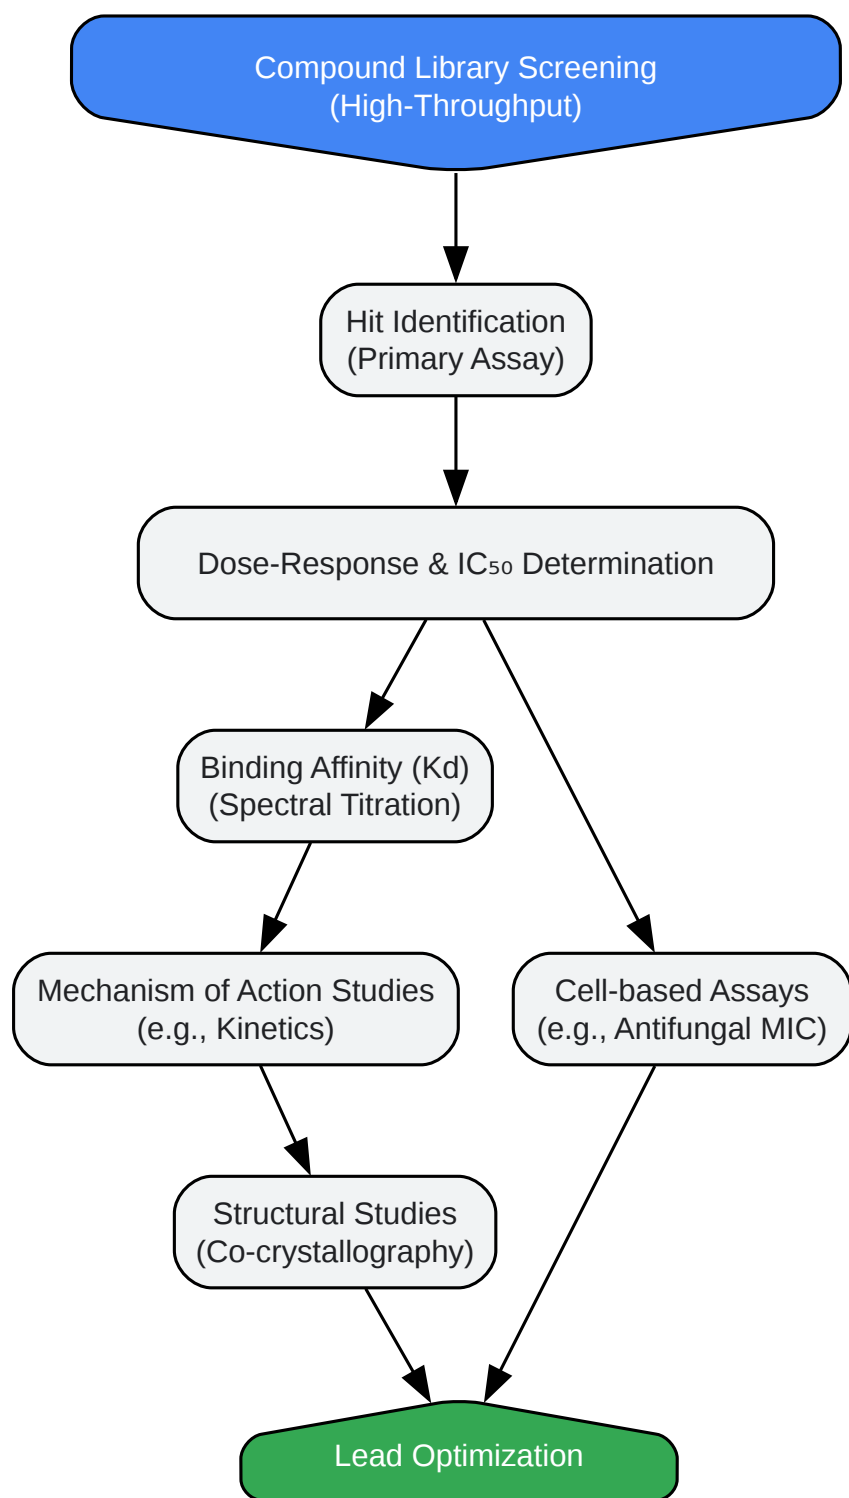 Compound Library Screening
(High-Throughput)
Hit Identification
(Primary Assay)
Dose-Response & IC₅₀ Determination
Binding Affinity (Kd)
(Spectral Titration)
Mechanism of Action Studies
(e.g., Kinetics)
Cell-based Assays
(e.g., Antifungal MIC)
Structural Studies
(Co-crystallography)
Lead Optimization